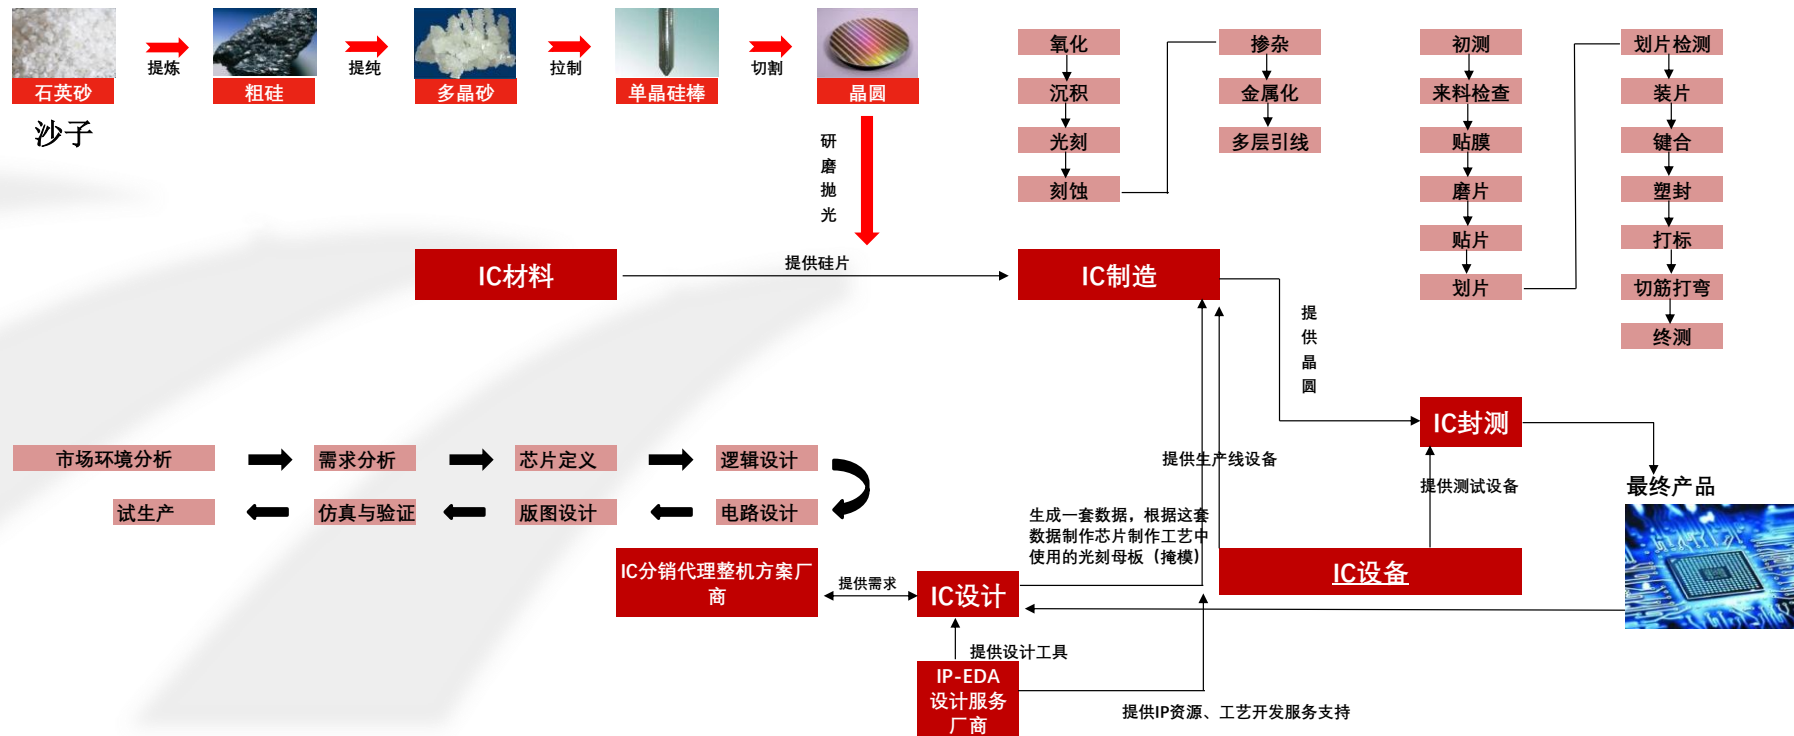 石英砂
提炼
粗硅
提纯
多晶砂
拉制
单晶硅棒
切割
晶圆
沙子
研
磨
抛
光
氧化
沉积
光刻
刻蚀
掺杂
金属化
多层引线
初测
来料检查
贴膜
磨片
贴片
划片
划片检测
装片
键合
塑封
打标
切筋打弯
终测
IC材料
提供硅片
IC制造
提
供
晶
圆
IC封测
最终产品
市场环境分析
需求分析
芯片定义
逻辑设计
电路设计
版图设计
仿真与验证
试生产
提供生产线设备
提供测试设备
生成一套数据，根据这套
数据制作芯片制作工艺中
使用的光刻母板（掩模）
IC设备
IC分销代理整机方案厂
商
提供需求
IC设计
提供设计工具
IP-EDA
设计服务
厂商
提供IP资源、工艺开发服务支持